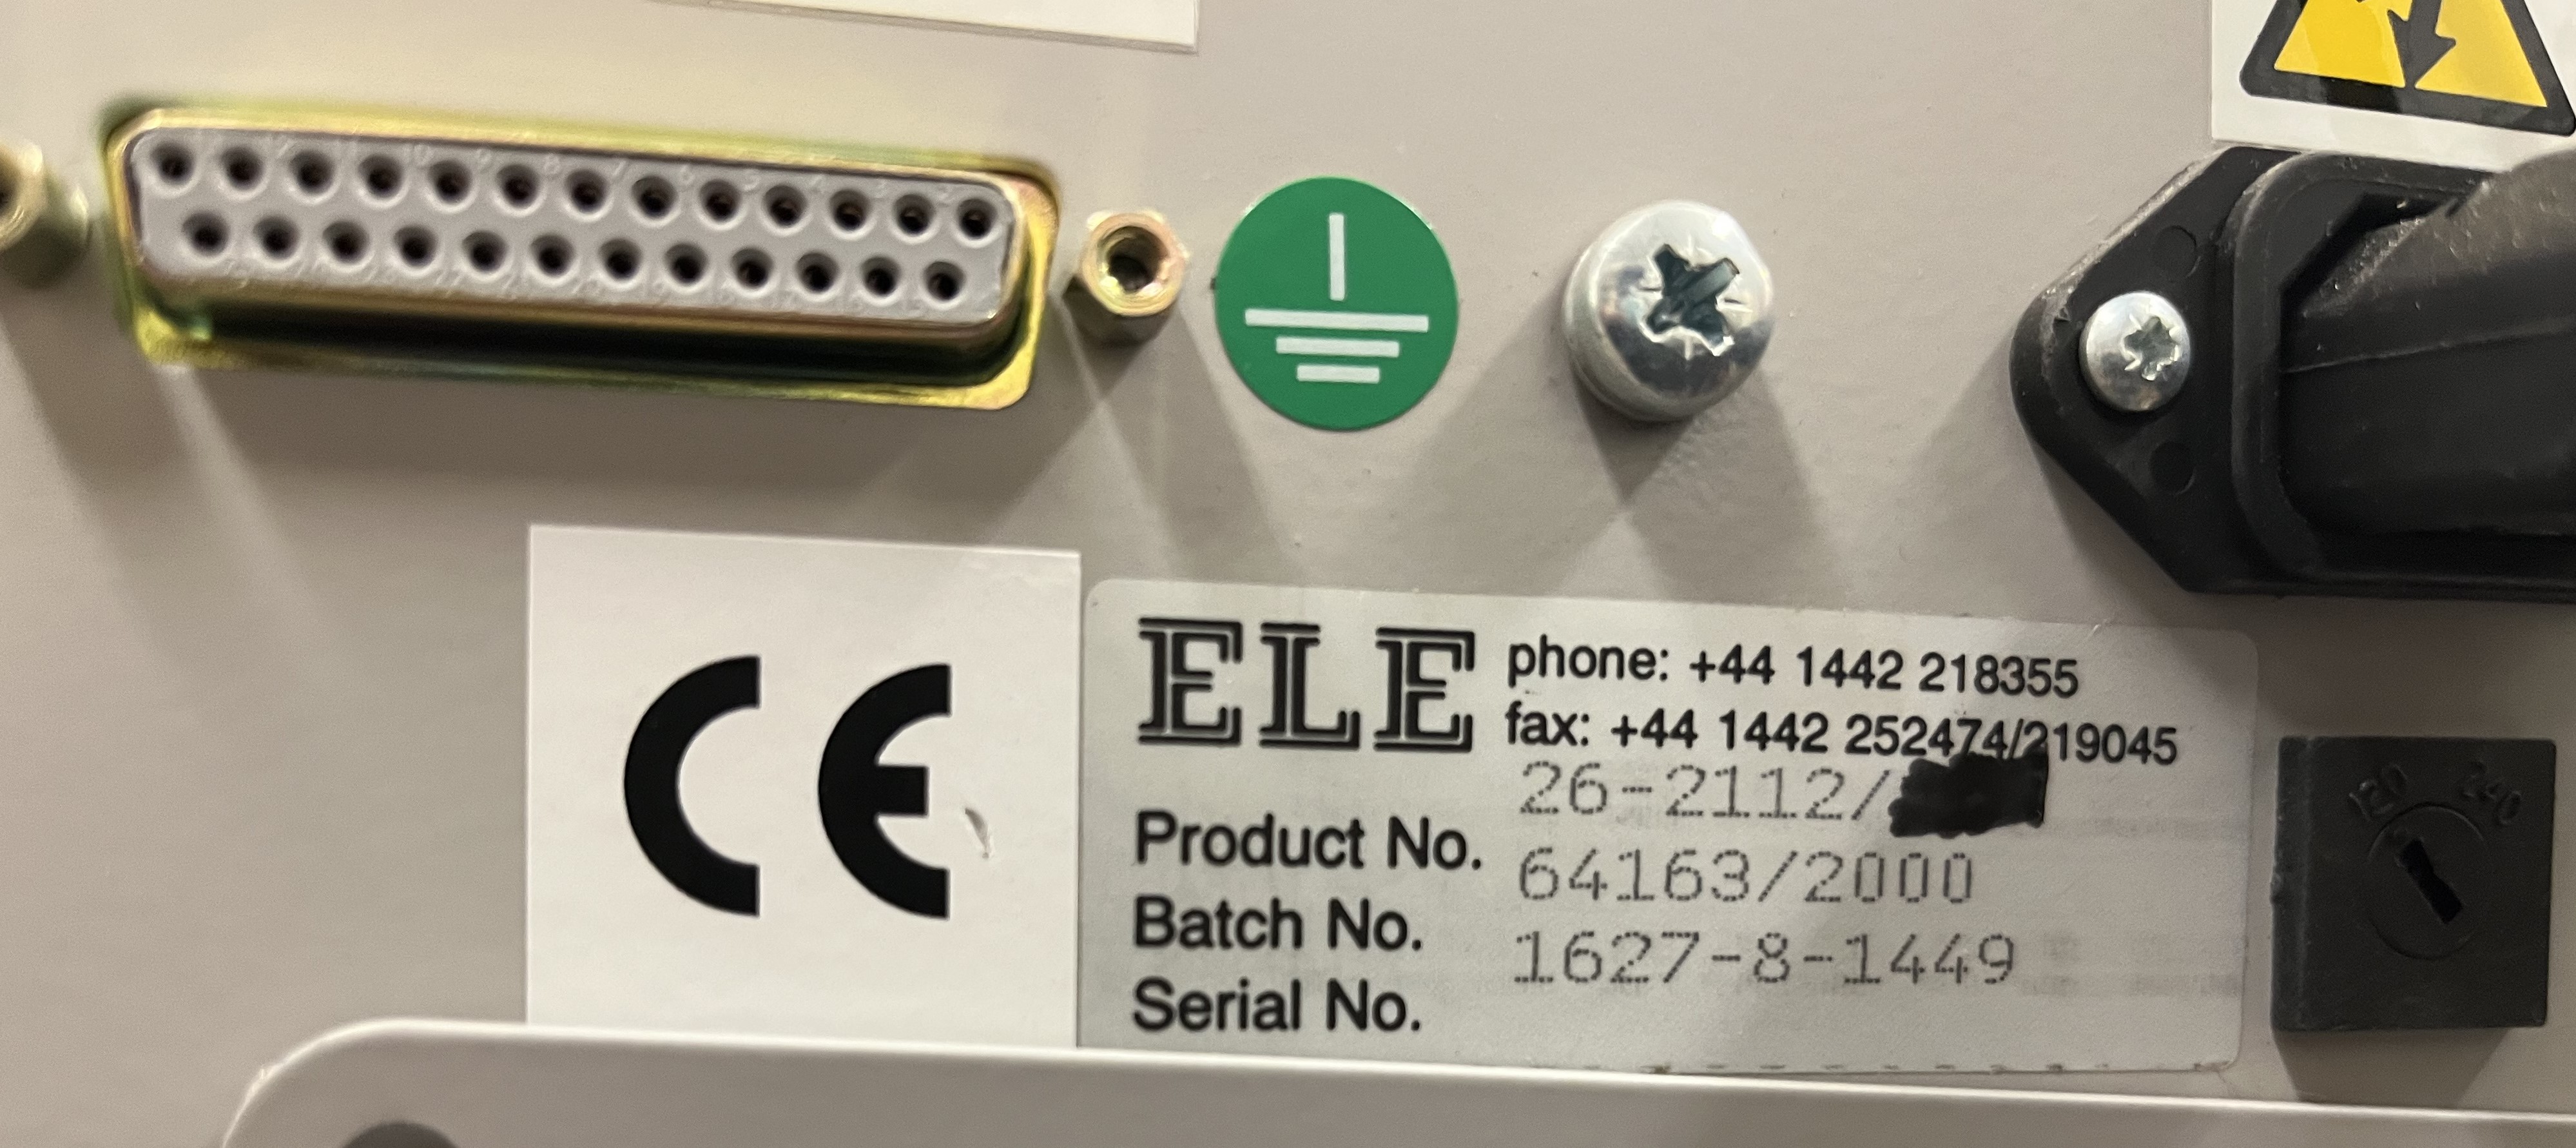 CE
ELE
phone: +44 1442 218355
fax: +44 1442 252474/219045
Product No. 26-2112/
Batch No. 64163/2000
Serial No. 1627-8-1449
120 240